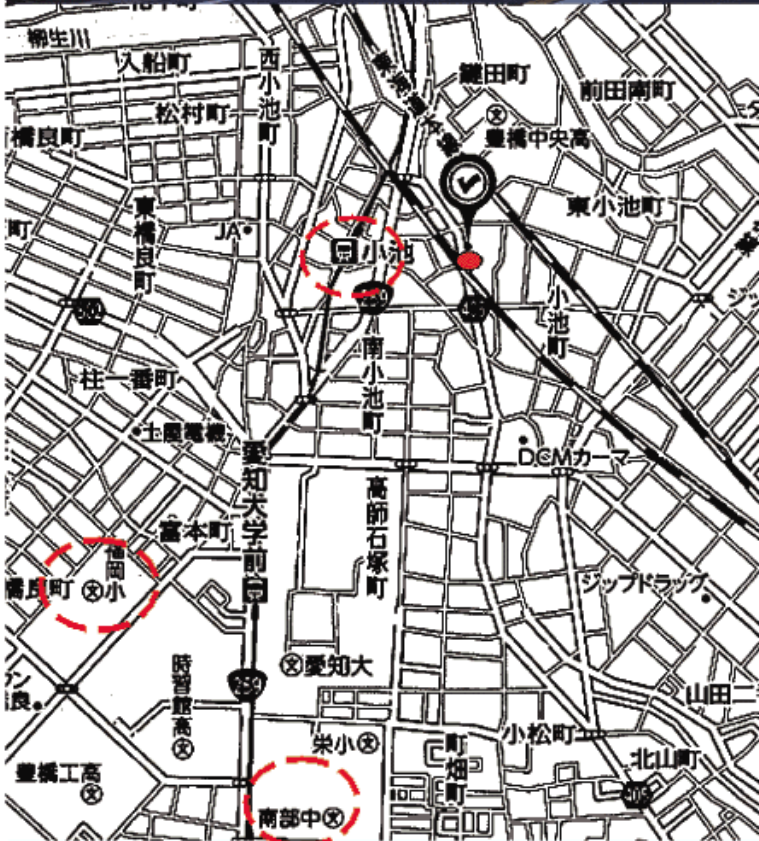 柳生川
入船町
西小池町
鍵田町
前田南町
松村町
豊橋中央高
橋良町
東橋良町
東小池町
町
JA
小池
小池町
南小池町
柱一番町
土屋電機
愛知大学前
DCMカーマ
高師石塚町
富本町
福岡小
橋良町
ジップドラッグ
愛知大
時習館高
259
山田二
小松町
栄小
町畑町
北山町
豊橋工高
南部中